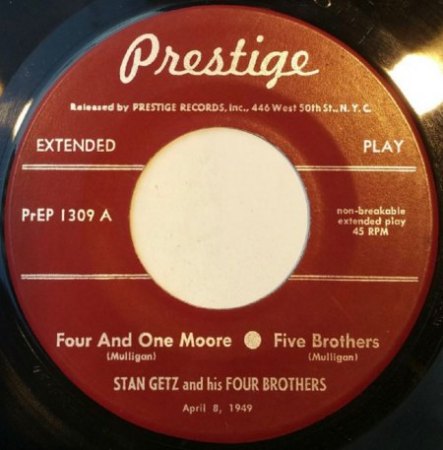 Prestige
Released by PRESTIGE RECORDS, Inc., 446 West 50th St., N.Y.C.
EXTENDED PLAY
PrEP 1309 A
non-breakable
extended play
45 RPM
Four And One Moore ● Five Brothers
(Mulligan) (Mulligan)
STAN GETZ and his FOUR BROTHERS
April 8, 1949